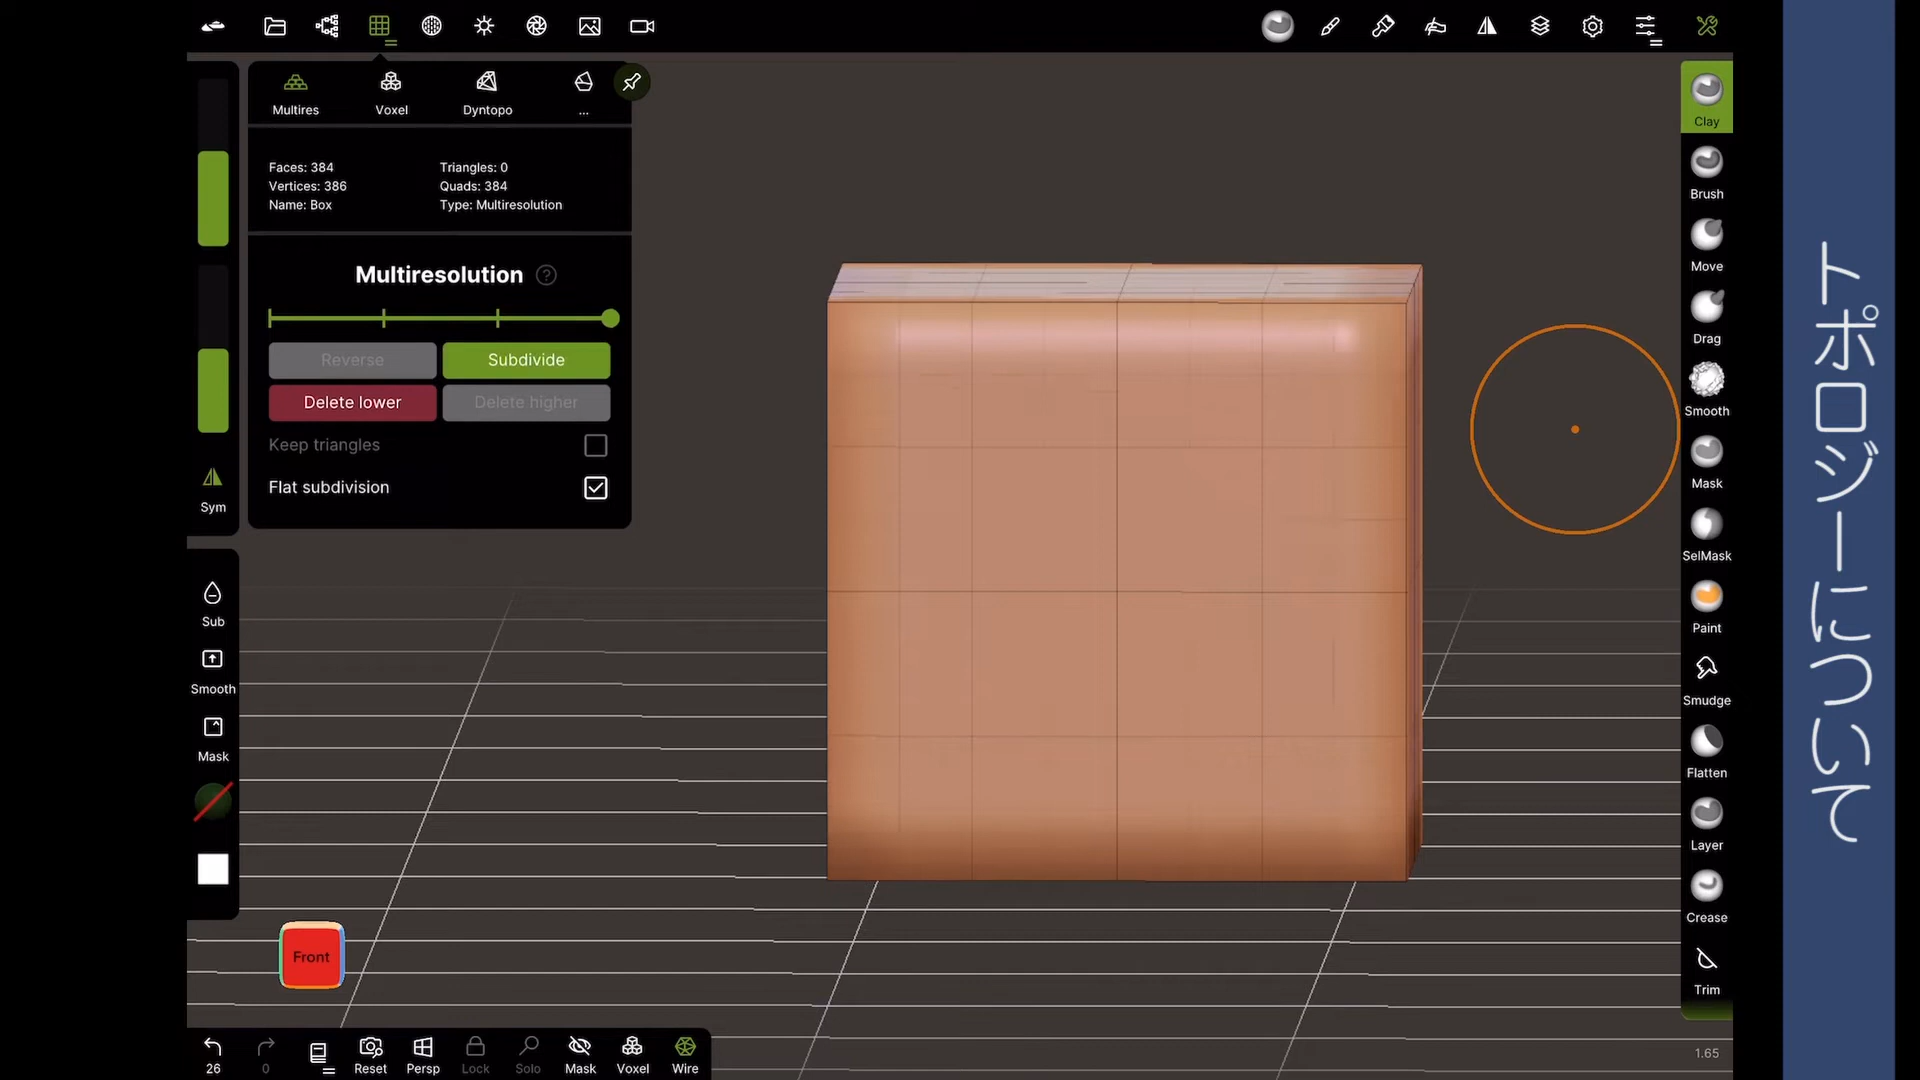 Multires
Voxel
Dyntopo
...
Faces: 384
Triangles: 0
Vertices: 386
Quads: 384
Name: Box
Type: Multiresolution
Multiresolution ?
Reverse
Subdivide
Delete lower
Delete higher
Keep triangles
Flat subdivision
Sym
Sub
Smooth
Mask
Front
26
0
Reset
Persp
Lock
Solo
Mask
Voxel
Wire
Clay
Brush
Move
Drag
Smooth
Mask
SelMask
Paint
Smudge
Flatten
Layer
Crease
Trim
1.65
トポロジーについて